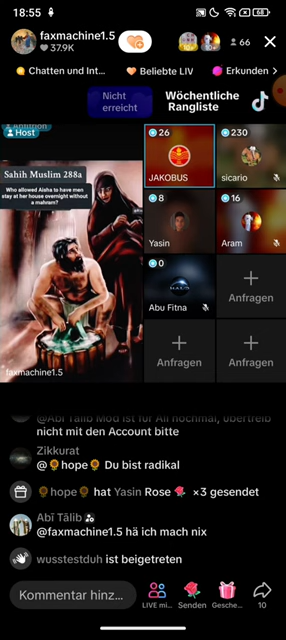 18:55
68
faxmachine1.5
37.9K
66
Chatten und Int...
Beliebte LIV
Erkunden
Nicht
erreicht
Wöchentliche
Rangliste
Host
Sahih Muslim 288a
Who allowed Aisha to have men
stay at her house overnight without
a mahram?
faxmachine1.5
26
JAKOBUS
230
sicario
8
Yasin
16
Aram
0
Abu Fitna
Anfragen
Anfragen
Anfragen
nicht mit den Account bitte
Zikkurat
@🌻hope🌻 Du bist radikal
🌻hope🌻 hat Yasin Rose 🌹 ×3 gesendet
Abī Tālib
@faxmachine1.5 hä ich mach nix
wusstestduh ist beigetreten
Kommentar hinz...
LIVE mi...
Senden
Gesche...
10